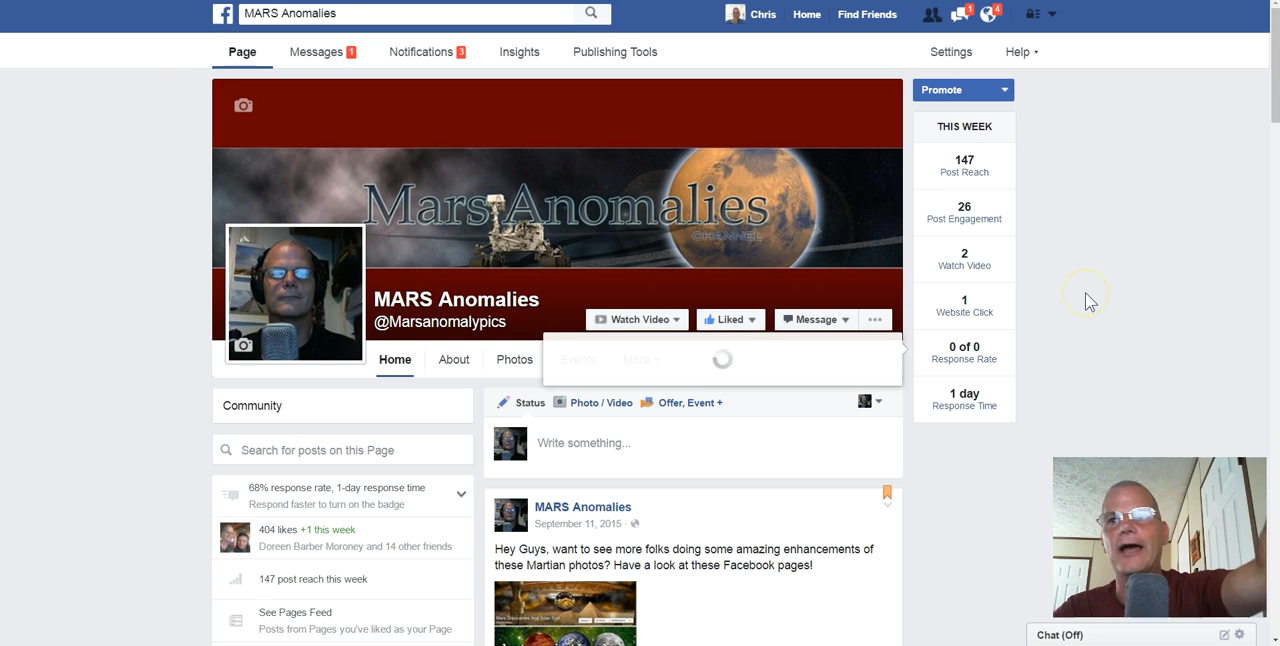 MARS Anomalies
Chris
Home
Find Friends
1
4
Page
Messages 1
Notifications 3
Insights
Publishing Tools
Settings
Help
Promote
THIS WEEK
147
Post Reach
26
Post Engagement
2
Watch Video
1
Website Click
0 of 0
Response Rate
1 day
Response Time
Mars Anomalies
CHANNEL
MARS Anomalies
@Marsanomalypics
Watch Video
Liked
Message
Home
About
Photos
Events
More
Community
Search for posts on this Page
68% response rate, 1-day response time
Respond faster to turn on the badge
404 likes +1 this week
Doreen Barber Moroney and 14 other friends
147 post reach this week
See Pages Feed
Posts from Pages you've liked as your Page
Status
Photo / Video
Offer, Event +
Write something...
MARS Anomalies
September 11, 2015
Hey Guys, want to see more folks doing some amazing enhancements of
these Martian photos? Have a look at these Facebook pages!
Chat (Off)